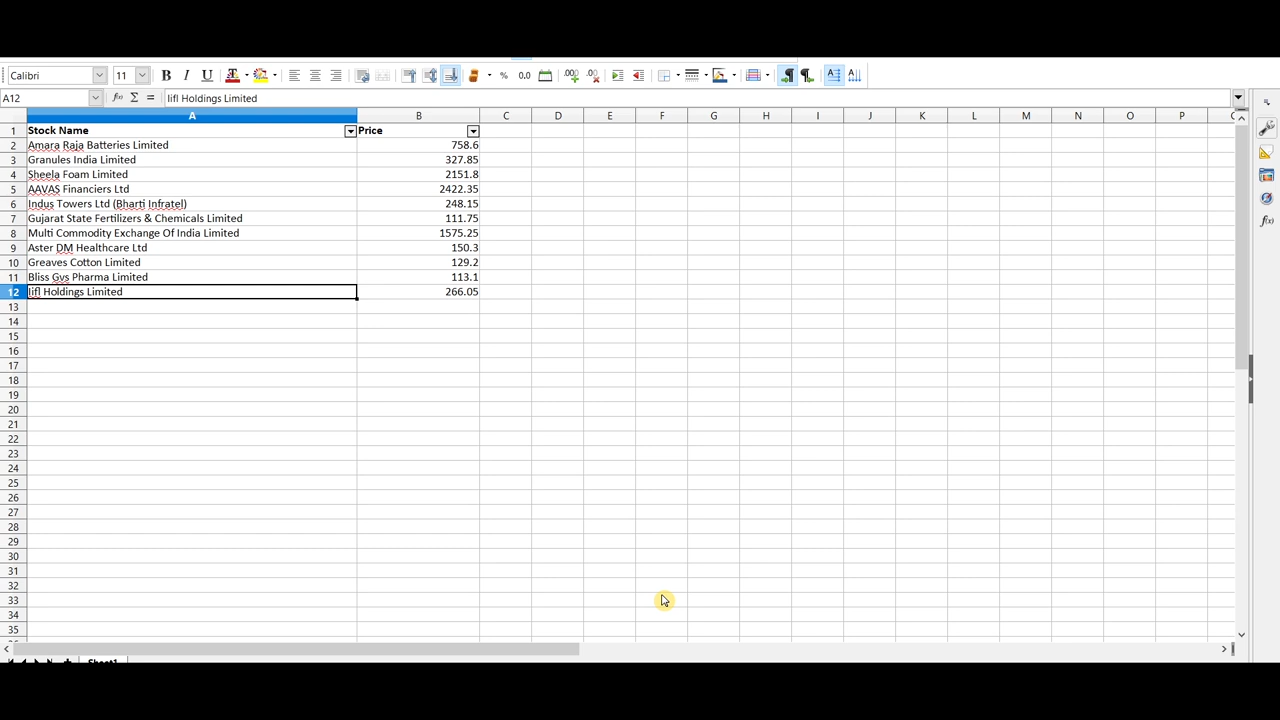 Calibri 11 B I U % 0.0
A12 Iifl Holdings Limited
A B C D E F G H I J K L M N O P
1 Stock Name Price
2 Amara Raja Batteries Limited 758.6
3 Granules India Limited 327.85
4 Sheela Foam Limited 2151.8
5 AAVAS Financiers Ltd 2422.35
6 Indus Towers Ltd (Bharti Infratel) 248.15
7 Gujarat State Fertilizers & Chemicals Limited 111.75
8 Multi Commodity Exchange Of India Limited 1575.25
9 Aster DM Healthcare Ltd 150.3
10 Greaves Cotton Limited 129.2
11 Bliss Gvs Pharma Limited 113.1
12 Iifl Holdings Limited 266.05
13
14
15
16
17
18
19
20
21
22
23
24
25
26
27
28
29
30
31
32
33
34
35
Sheet1